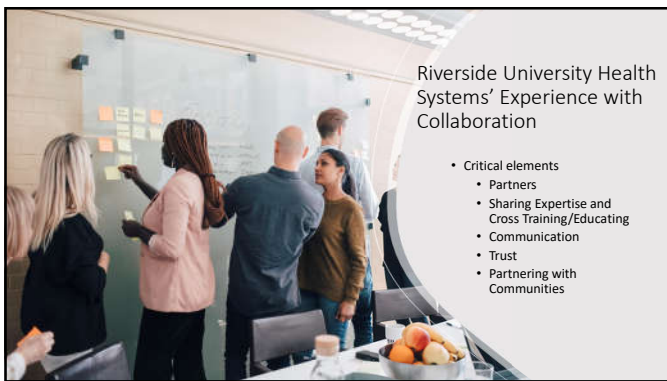 Riverside University Health
Systems’ Experience with
Collaboration
• Critical elements
• Partners
• Sharing Expertise and
Cross Training/Educating
• Communication
• Trust
• Partnering with
Communities